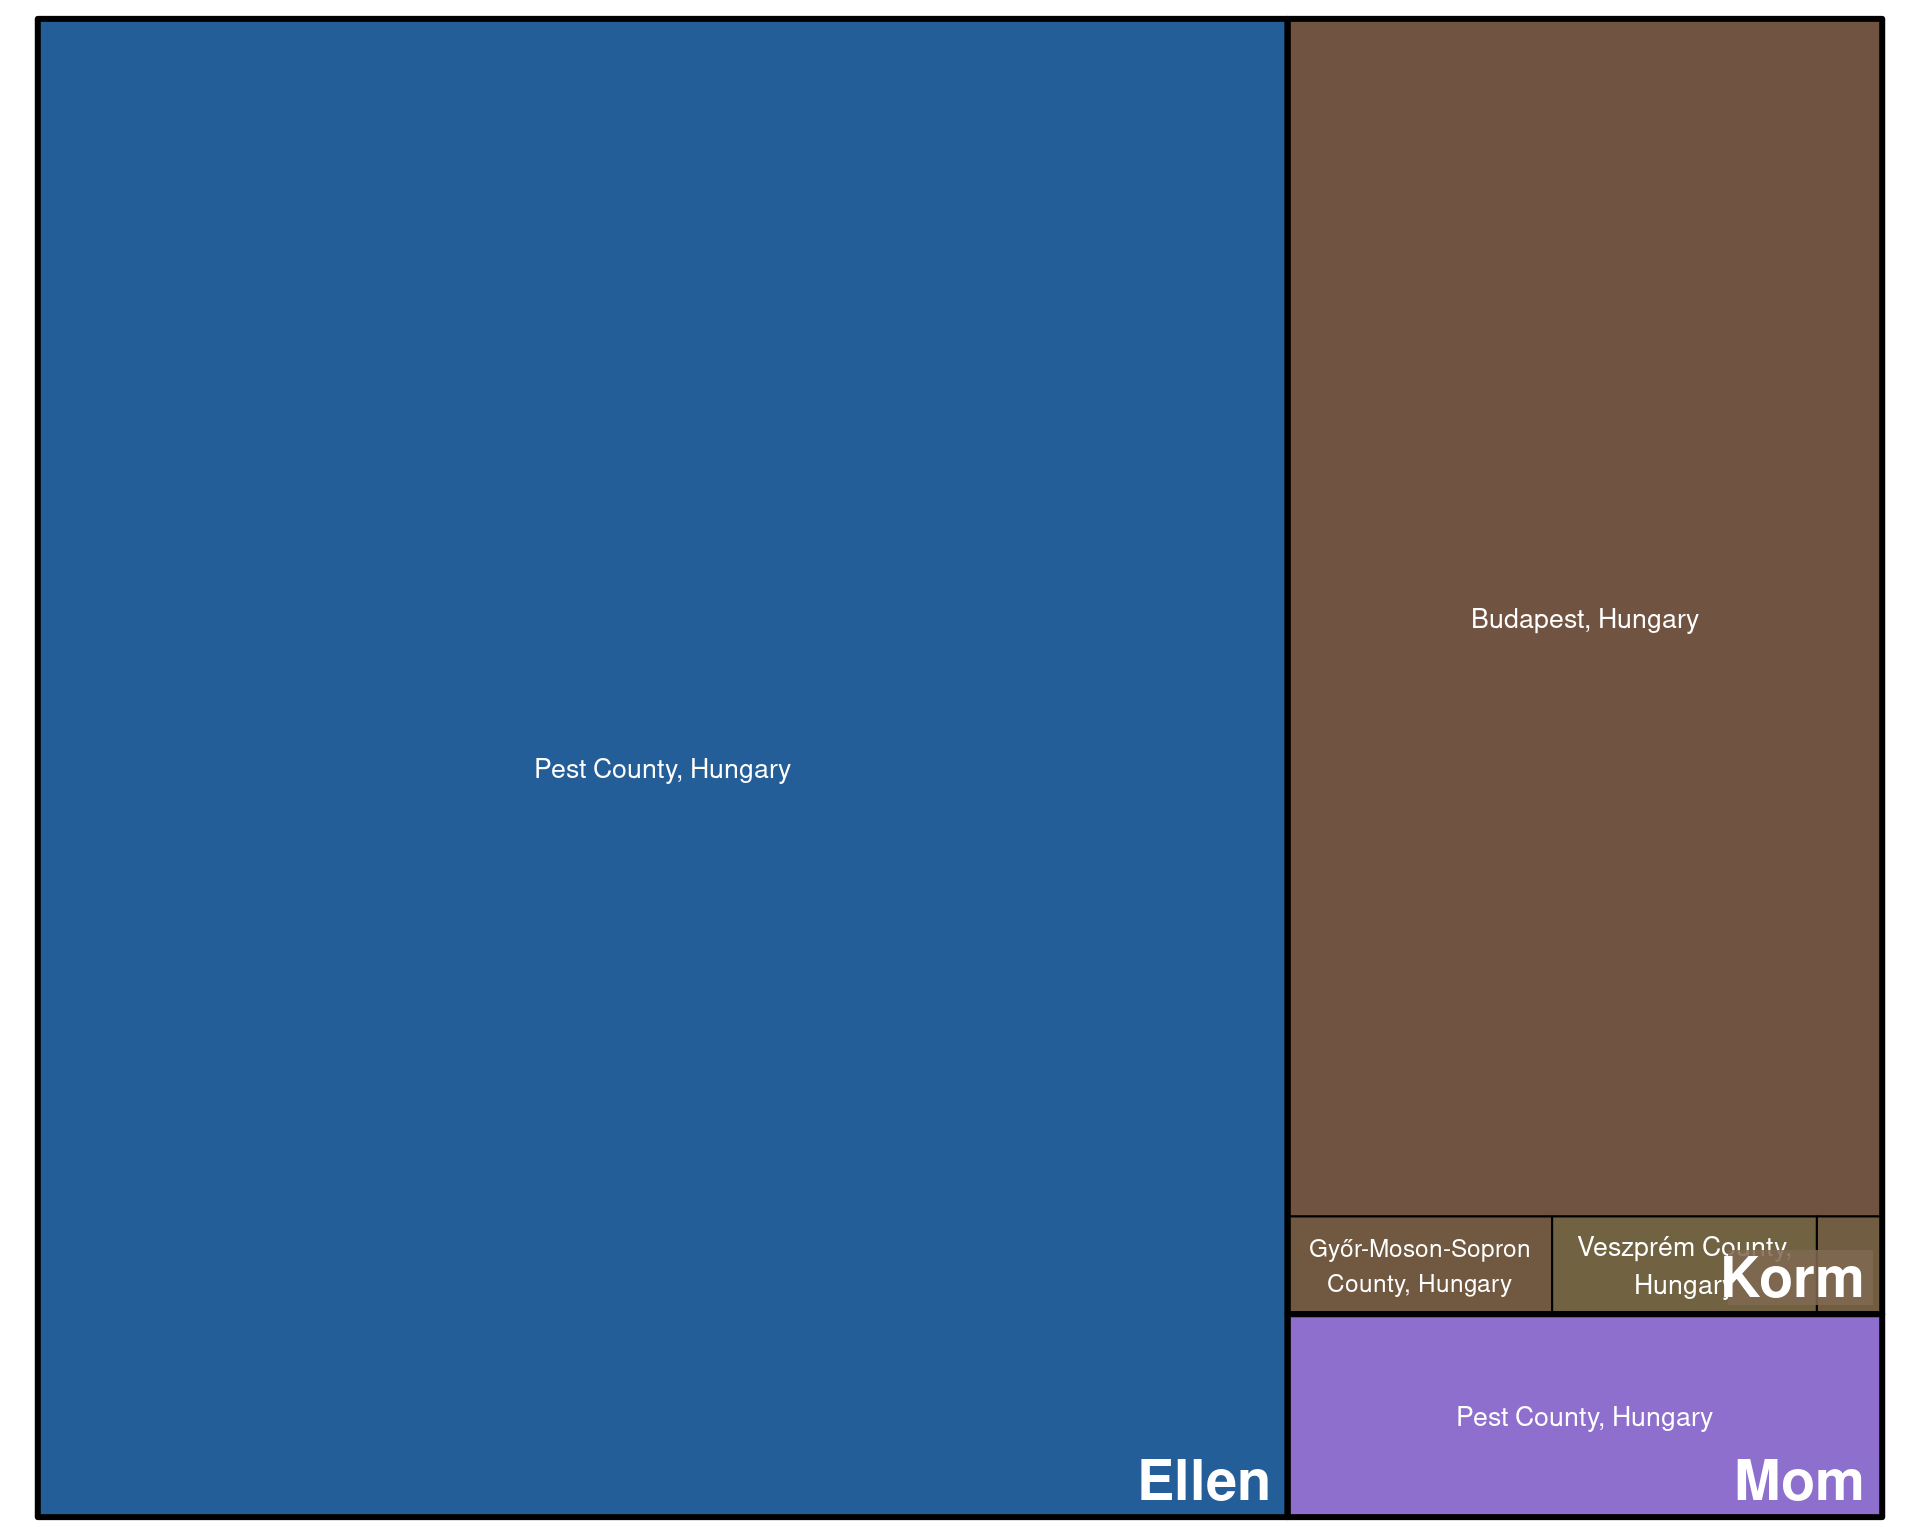 Budapest, Hungary
Pest County, Hungary
Győr-Moson-Sopron
County, Hungary
Veszprém County,
Hungary
Korm
Pest County, Hungary
Ellen
Mom